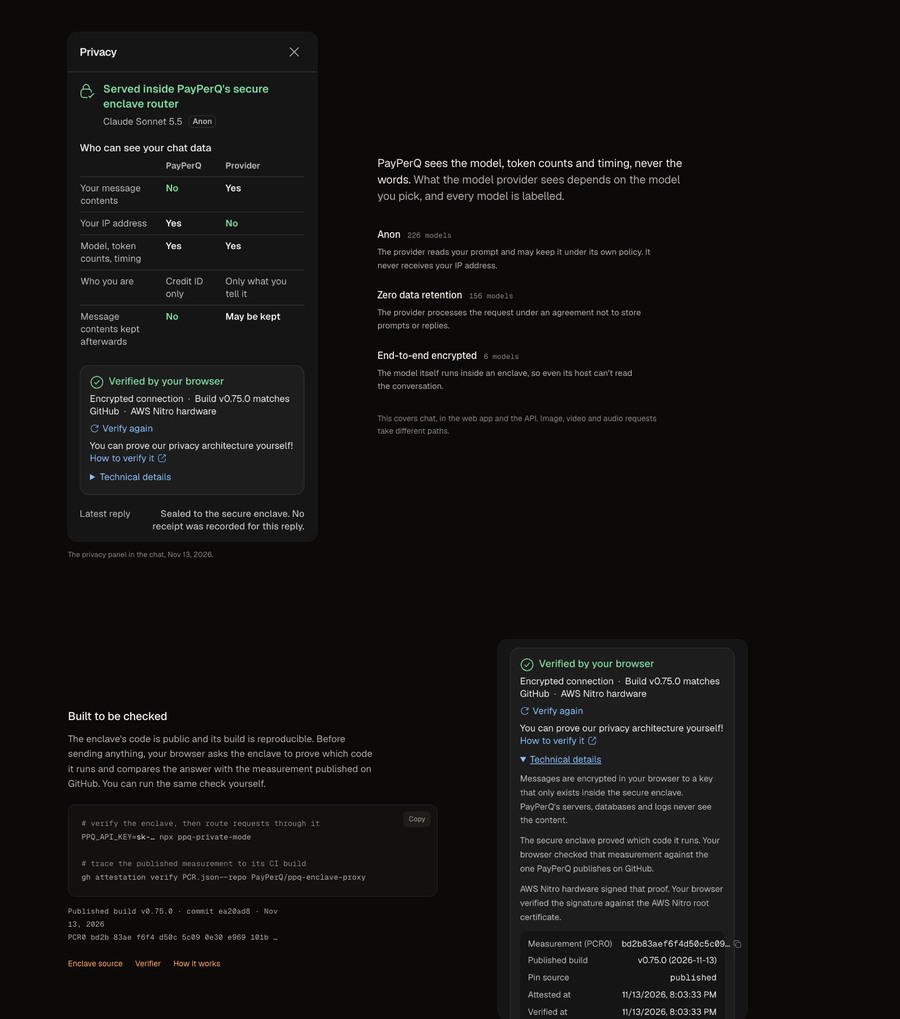 Privacy
Served inside PayPerQ's secure
enclave router
Claude Sonnet 5.5 Anon
Who can see your chat data
PayPerQ Provider
Your message No Yes
contents
Your IP address Yes No
Model, token Yes Yes
counts, timing
Who you are Credit ID Only what you
only tell it
Message No May be kept
contents kept
afterwards
Verified by your browser
Encrypted connection · Build v0.75.0 matches
GitHub · AWS Nitro hardware
Verify again
You can prove our privacy architecture yourself!
How to verify it
Technical details
Latest reply Sealed to the secure enclave. No
receipt was recorded for this reply.
The privacy panel in the chat, Nov 13, 2026.
PayPerQ sees the model, token counts and timing, never the
words. What the model provider sees depends on the model
you pick, and every model is labelled.
Anon 226 models
The provider reads your prompt and may keep it under its own policy. It
never receives your IP address.
Zero data retention 156 models
The provider processes the request under an agreement not to store
prompts or replies.
End-to-end encrypted 6 models
The model itself runs inside an enclave, so even its host can't read
the conversation.
This covers chat, in the web app and the API. Image, video and audio requests
take different paths.
Built to be checked
The enclave's code is public and its build is reproducible. Before
sending anything, your browser asks the enclave to prove which code
it runs and compares the answer with the measurement published on
GitHub. You can run the same check yourself.
Copy
# verify the enclave, then route requests through it
PPQ_API_KEY=sk-… npx ppq-private-mode
# trace the published measurement to its CI build
gh attestation verify PCR.json--repo PayPerQ/ppq-enclave-proxy
Published build v0.75.0 · commit ea20ad8 · Nov
13, 2026
PCR0 bd2b 83ae f6f4 d50c 5c09 0e30 e969 101b …
Enclave source Verifier How it works
Verified by your browser
Encrypted connection · Build v0.75.0 matches
GitHub · AWS Nitro hardware
Verify again
You can prove our privacy architecture yourself!
How to verify it
Technical details
Messages are encrypted in your browser to a key
that only exists inside the secure enclave.
PayPerQ's servers, databases and logs never see
the content.
The secure enclave proved which code it runs. Your
browser checked that measurement against the
one PayPerQ publishes on GitHub.
AWS Nitro hardware signed that proof. Your browser
verified the signature against the AWS Nitro root
certificate.
Measurement (PCR0) bd2b83aef6f4d50c5c09…
Published build v0.75.0 (2026-11-13)
Pin source published
Attested at 11/13/2026, 8:03:33 PM
Verified at 11/13/2026, 8:03:33 PM